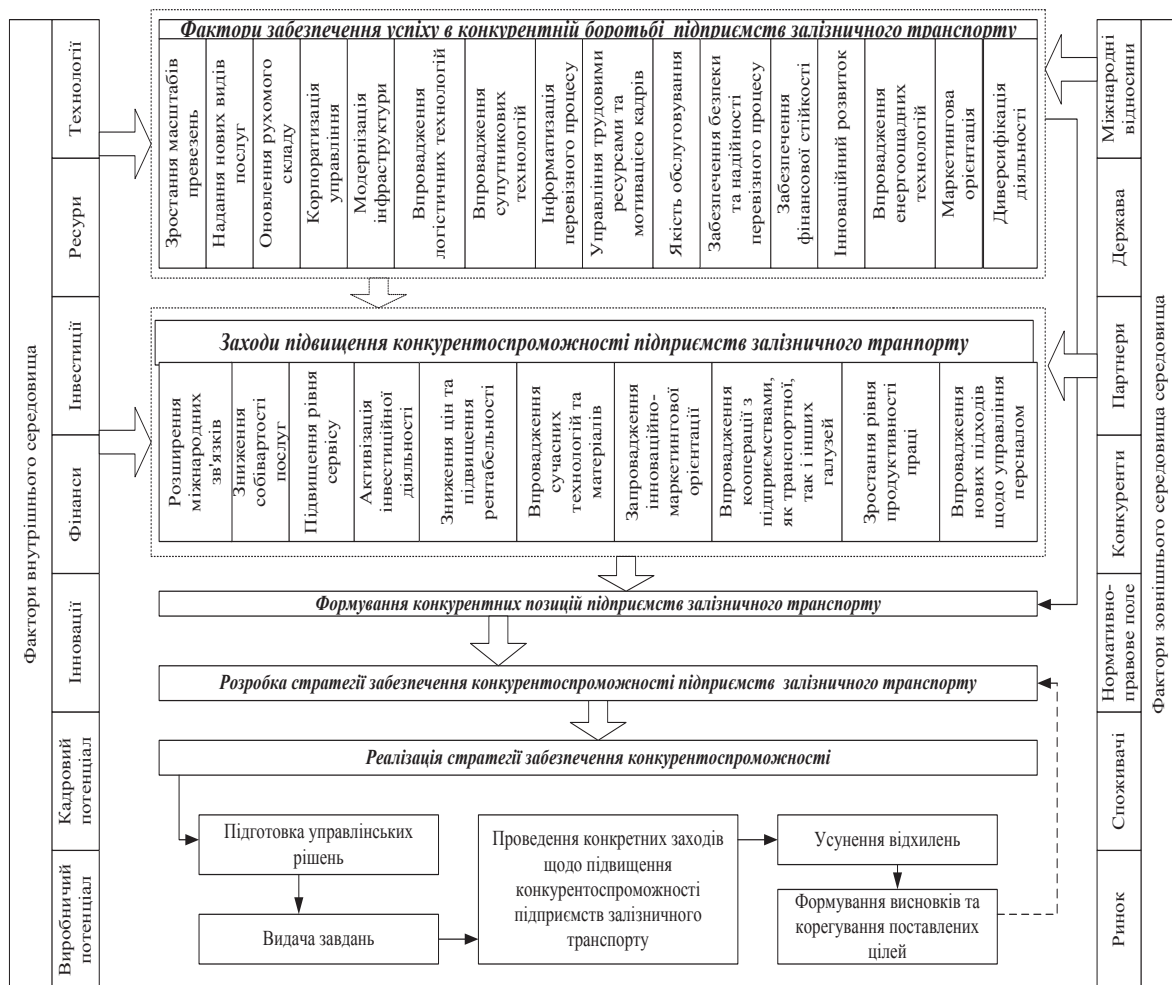 Фактори внутрішнього середовища
Технології
Ресури
Інвестиції
Фінанси
Інновації
Кадровий
потенціал
Виробничий
потенціал
Фактори забезпечення успіху в конкурентній боротьбі підприємств залізничного транспорту
Зростання масштабів
превезень
Надання нових видів
послуг
Оновлення рухомого
складу
Корпоратизація
управління
Модернізація
інфраструктури
Впровадження
логістичних технологій
Впровадження
супутникових
технологій
Інформатизація
перевізного процесу
Управління трудовими
ресурсами та
мотивацією кадрів
Якість обслуговування
Забезпечення безпеки
та надійності
перевізного процесу
Забезпечення
фінансової стійкості
Інноваційний розвиток
Впровадження
енергоощадних
технологій
Маркетингова
орієнтація
Диверсифікація
діяльності
Заходи підвищення конкурентоспроможності підприємств залізничного транпорту
Розширення
міжнародних
зв'язків
Зниження
собівартості
послуг
Підвищення рівня
сервісу
Активізація
інвестиційної
діяльності
Зниження цін та
підвищення
рентабельності
Впровадження
сучасних
технологій та
матеріалів
Запровадження
інноваційно-
маркетингової
орієнтації
Впровадження
кооперації з
підприємствами,
як транспортної,
так і інших
галузей
Зростання рівня
продуктивності
праці
Впровадження
нових підходів
щодо управління
персналом
Формування конкурентних позицій підприємств залізничного транспорту
Розробка стратегії забезпечення конкурентоспроможності підприємств залізничного транспорту
Реалізація стратегії забезпечення конкурентоспроможності
Підготовка управлінських
рішень
Видача завдань
Проведення конкретних заходів
щодо підвищення
конкурентоспроможності
підприємств залізничного
транспорту
Усунення відхилень
Формування висновків та
корегування поставлених
цілей
Міжнародні
відносини
Держава
Партнери
Конкуренти
Нормативно-
правове поле
Споживачі
Ринок
Фактори зовнішнього середовища середовища